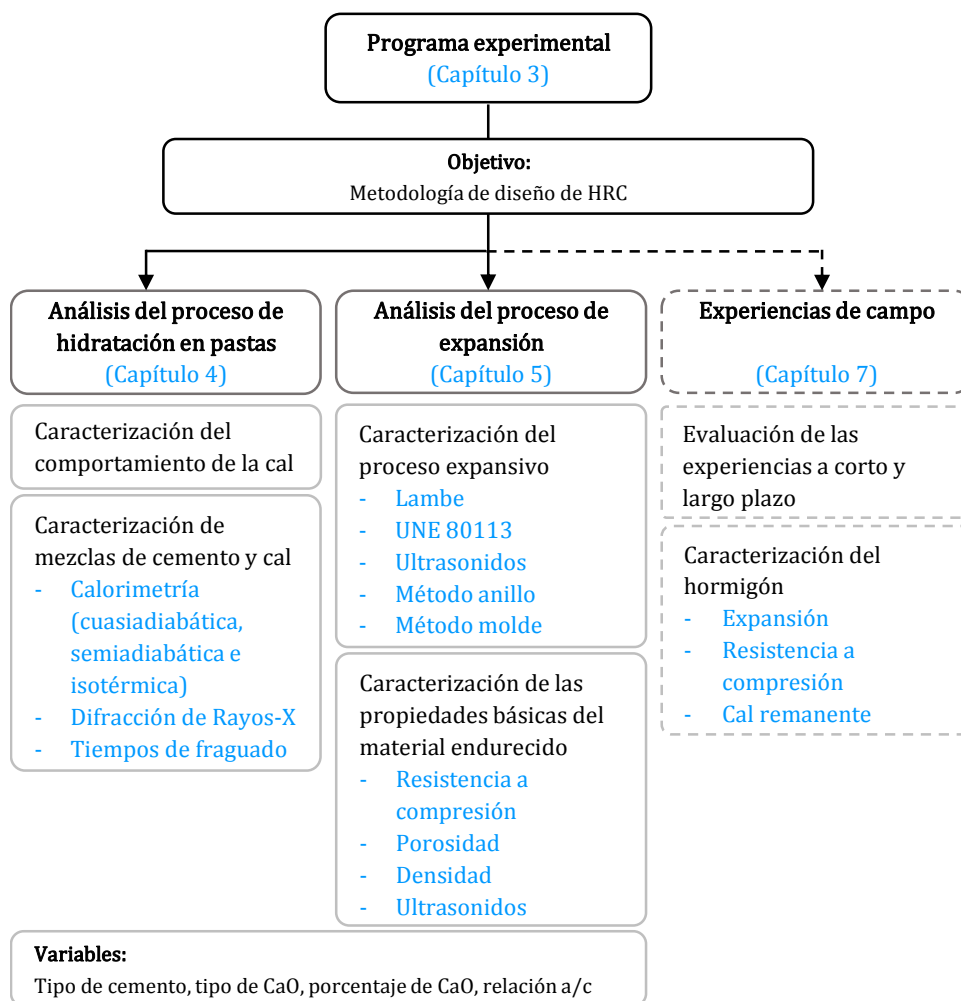 Programa experimental
(Capítulo 3)
Objetivo:
Metodología de diseño de HRC
Análisis del proceso de
hidratación en pastas
(Capítulo 4)
Caracterización del
comportamiento de la cal
Caracterización de
mezclas de cemento y cal
- Calorimetría
(cuasiadiabática,
semiadiabática e
isotérmica)
- Difracción de Rayos-X
- Tiempos de fraguado
Análisis del proceso de
expansión
(Capítulo 5)
Caracterización del
proceso expansivo
- Lambe
- UNE 80113
- Ultrasonidos
- Método anillo
- Método molde
Caracterización de las
propiedades básicas del
material endurecido
- Resistencia a
compresión
- Porosidad
- Densidad
- Ultrasonidos
Experiencias de campo
(Capítulo 7)
Evaluación de las
experiencias a corto y
largo plazo
Caracterización del
hormigón
- Expansión
- Resistencia a
compresión
- Cal remanente
Variables:
Tipo de cemento, tipo de CaO, porcentaje de CaO, relación a/c